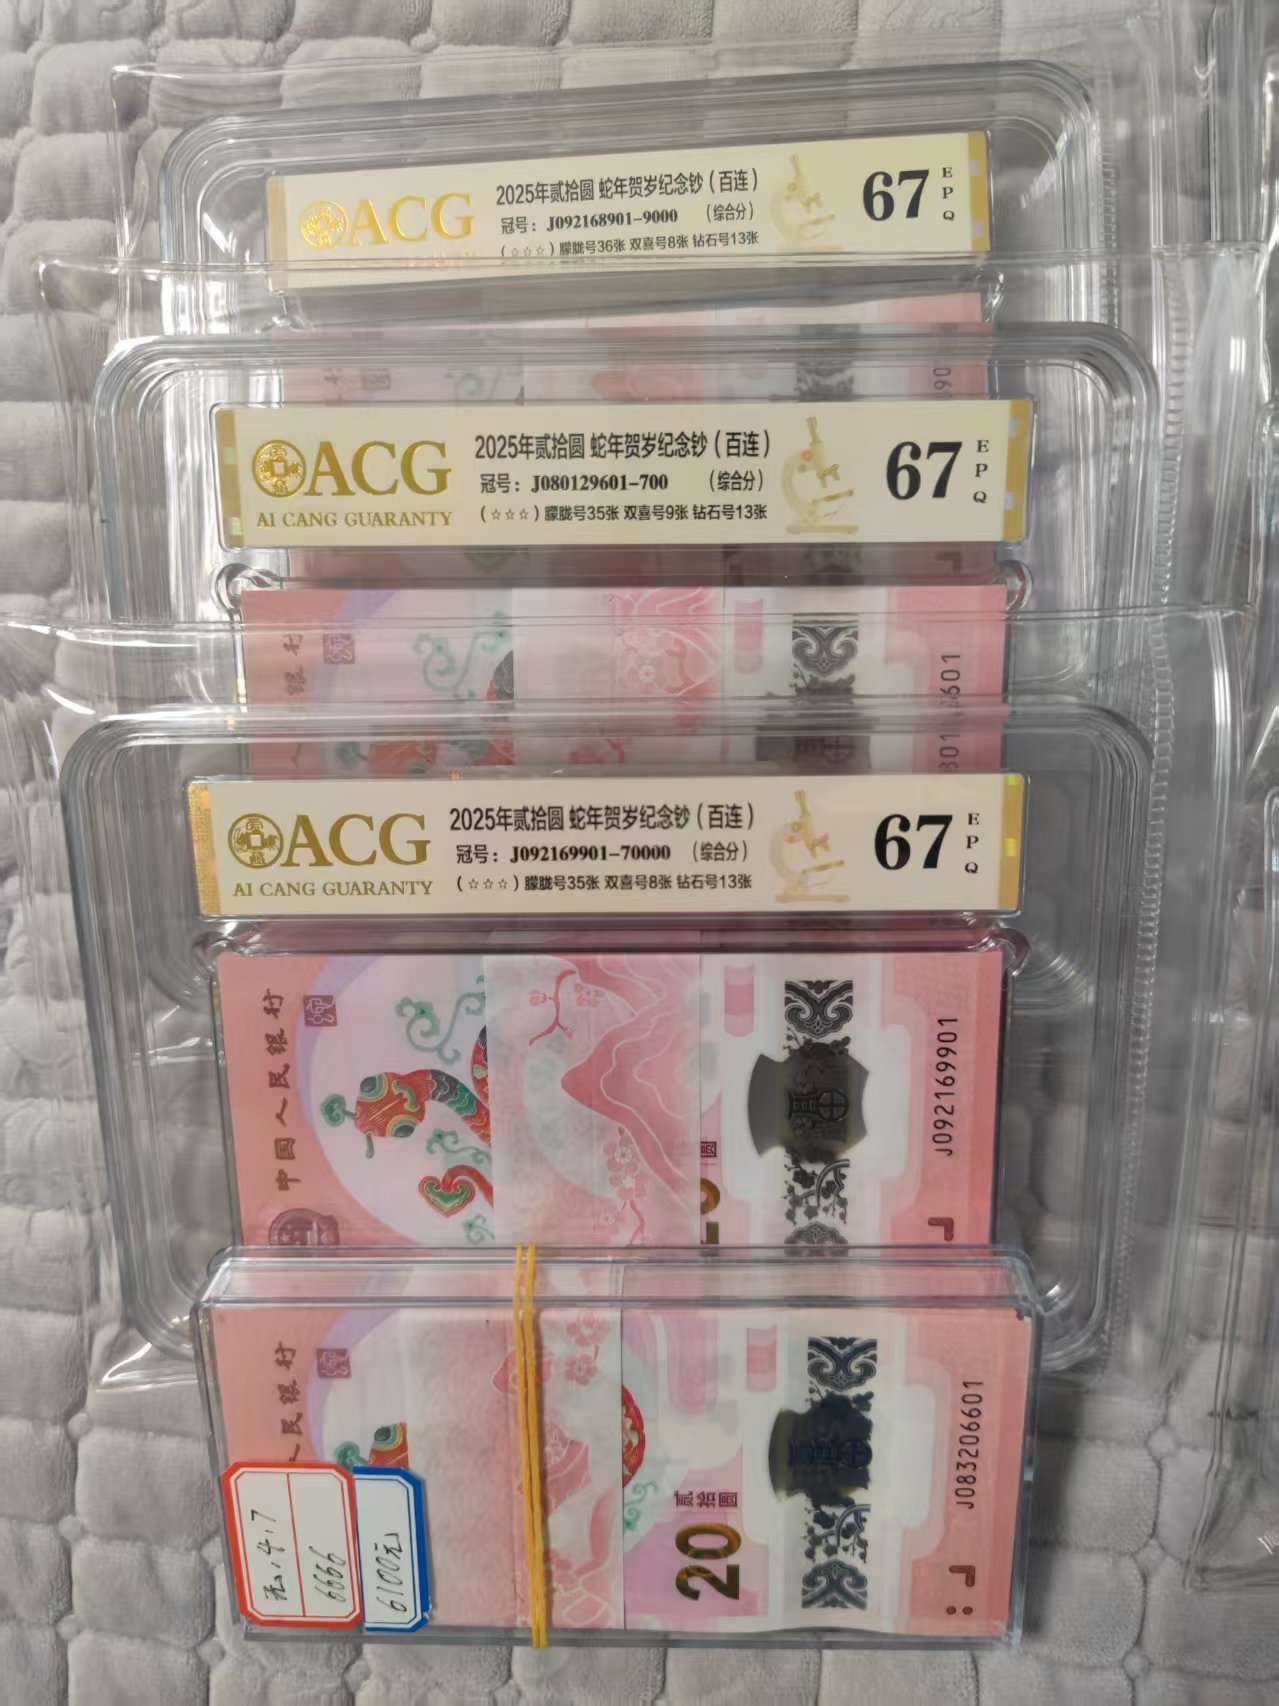 ACG
2025年贰拾圆 蛇年贺岁纪念钞（百连）
冠号：J092168901-9000 （综合分）
（☆☆☆）朦胧号36张 双喜号8张 钻石号13张
67
EPQ
ACG
AI CANG GUARANTY
2025年贰拾圆 蛇年贺岁纪念钞（百连）
冠号：J080129601-700 （综合分）
（☆☆☆）朦胧号35张 双喜号9张 钻石号13张
67
EPQ
ACG
AI CANG GUARANTY
2025年贰拾圆 蛇年贺岁纪念钞（百连）
冠号：J092169901-70000 （综合分）
（☆☆☆）朦胧号35张 双喜号8张 钻石号13张
67
EPQ
中国人民银行
J092169901
人民银行
无.4.7
6666
6100元
贰拾圆
20
J083206601